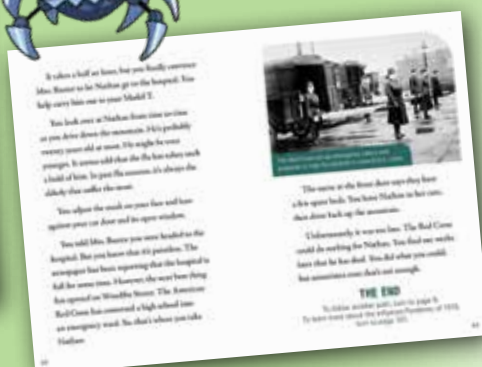 It takes a half an hour, but you finally convince
Mrs. Baxter to let Nathan go to the hospital. You
help carry him out to your Model T.
You look over at Nathan from time to time
as you drive down the mountain. He's probably
twenty years old at most. He might be even
younger. It seems odd that the flu has taken such
a hold of him. In past flu seasons, it's always the
elderly that suffer the most.
You adjust the mask on your face and lean
against your car door and its open window.
You told Mrs. Baxter you were headed to the
hospital. But you know that it's pointless. The
newspaper has been reporting that the hospital is
full for some time. However, the next best thing
has opened on Street. The American
Red Cross has converted a high school into
an emergency ward. So, that's where you take
Nathan.
The nurse at the front door says they have
a few spare beds. You leave Nathan in her care,
then drive back up the mountain.
Unfortunately, it was too late. The Red Cross
could do nothing for Nathan. You find out
later that he has died. You did what you could,
but sometimes even that's not enough.
THE END
To follow another path, turn to page
To learn more about the Influenza Pandemic of 1918,
turn to page